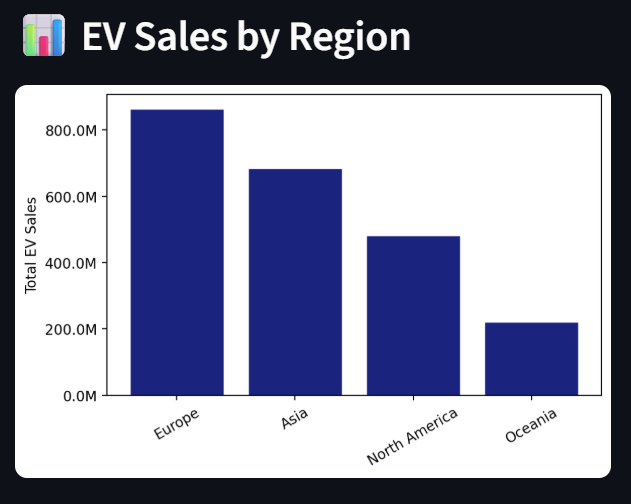 EV Sales by Region
Total EV Sales
800.0M
600.0M
400.0M
200.0M
0.0M
Europe
Asia
North America
Oceania